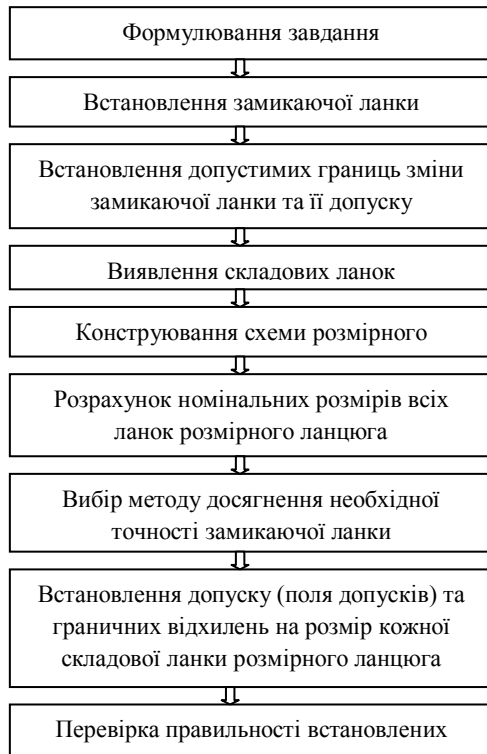 Формулювання завдання
Встановлення замикаючої ланки
Встановлення допустимих границь зміни
замикаючої ланки та її допуску
Виявлення складових ланок
Конструювання схеми розмірного
Розрахунок номінальних розмірів всіх
ланок розмірного ланцюга
Вибір методу досягнення необхідної
точності замикаючої ланки
Встановлення допуску (поля допусків) та
граничних відхилень на розмір кожної
складової ланки розмірного ланцюга
Перевірка правильності встановлених